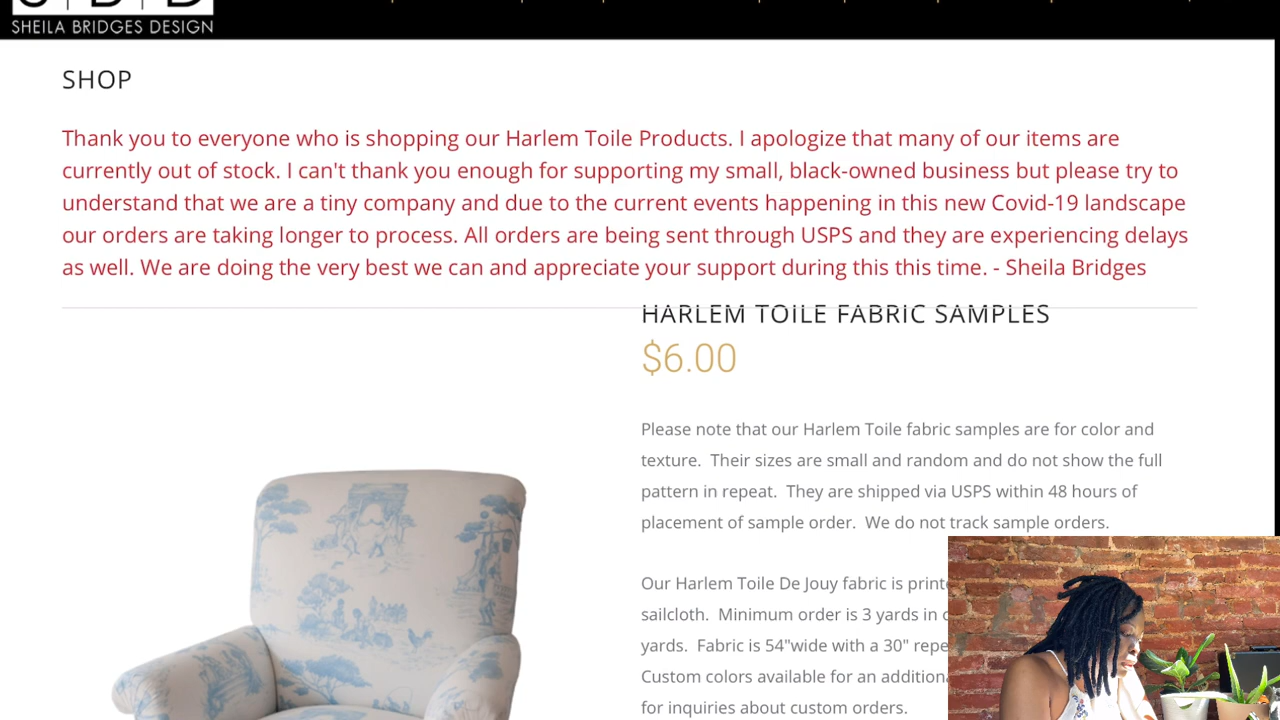 SHEILA BRIDGES DESIGN
SHOP
Thank you to everyone who is shopping our Harlem Toile Products. I apologize that many of our items are
currently out of stock. I can't thank you enough for supporting my small, black-owned business but please try to
understand that we are a tiny company and due to the current events happening in this new Covid-19 landscape
our orders are taking longer to process. All orders are being sent through USPS and they are experiencing delays
as well. We are doing the very best we can and appreciate your support during this this time. - Sheila Bridges
HARLEM TOILE FABRIC SAMPLES
$6.00
Please note that our Harlem Toile fabric samples are for color and
texture. Their sizes are small and random and do not show the full
pattern in repeat. They are shipped via USPS within 48 hours of
placement of sample order. We do not track sample orders.
Our Harlem Toile De Jouy fabric is
sailcloth. Minimum order is 3 yards in
yards. Fabric is 54"wide with a 30"
Custom colors available for an
for inquiries about custom orders.